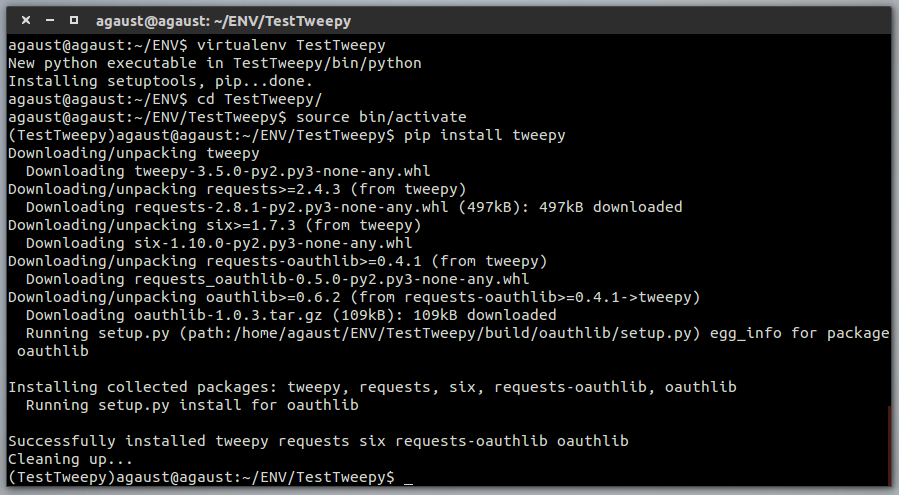 agaust@agaust: ~/ENV/TestTweepy
agaust@agaust:~/ENV$ virtualenv TestTweepy
New python executable in TestTweepy/bin/python
Installing setuptools, pip...done.
agaust@agaust:~/ENV$ cd TestTweepy/
agaust@agaust:~/ENV/TestTweepy$ source bin/activate
(TestTweepy)agaust@agaust:~/ENV/TestTweepy$ pip install tweepy
Downloading/unpacking tweepy
  Downloading tweepy-3.5.0-py2.py3-none-any.whl
Downloading/unpacking requests>=2.4.3 (from tweepy)
  Downloading requests-2.8.1-py2.py3-none-any.whl (497kB): 497kB downloaded
Downloading/unpacking six>=1.7.3 (from tweepy)
  Downloading six-1.10.0-py2.py3-none-any.whl
Downloading/unpacking requests-oauthlib>=0.4.1 (from tweepy)
  Downloading requests_oauthlib-0.5.0-py2.py3-none-any.whl
Downloading/unpacking oauthlib>=0.6.2 (from requests-oauthlib>=0.4.1->tweepy)
  Downloading oauthlib-1.0.3.tar.gz (109kB): 109kB downloaded
  Running setup.py (path:/home/agaust/ENV/TestTweepy/build/oauthlib/setup.py) egg_info for package
 oauthlib
Installing collected packages: tweepy, requests, six, requests-oauthlib, oauthlib
  Running setup.py install for oauthlib
Successfully installed tweepy requests six requests-oauthlib oauthlib
Cleaning up...
(TestTweepy)agaust@agaust:~/ENV/TestTweepy$ _